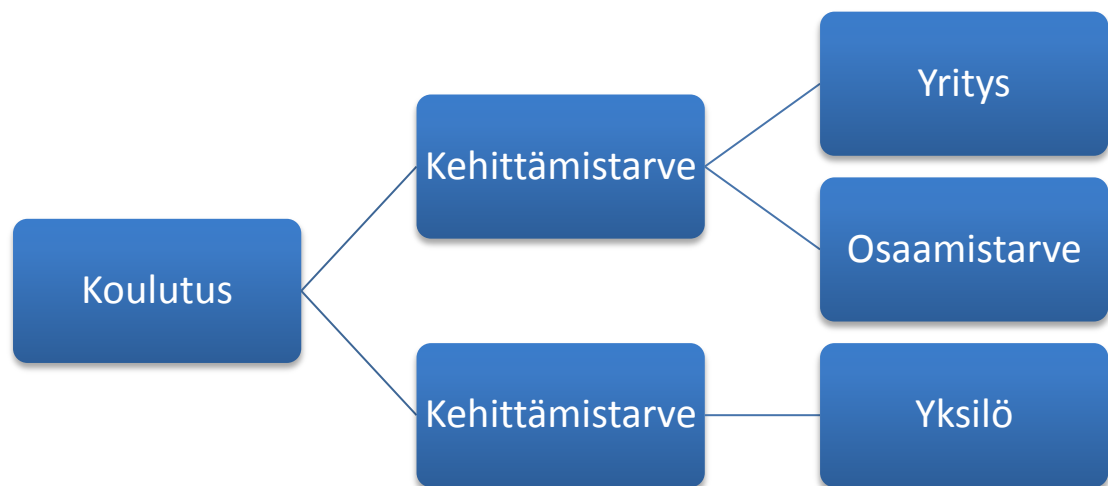 Koulutus
Kehittämistarve
Yritys
Osaamistarve
Kehittämistarve
Yksilö